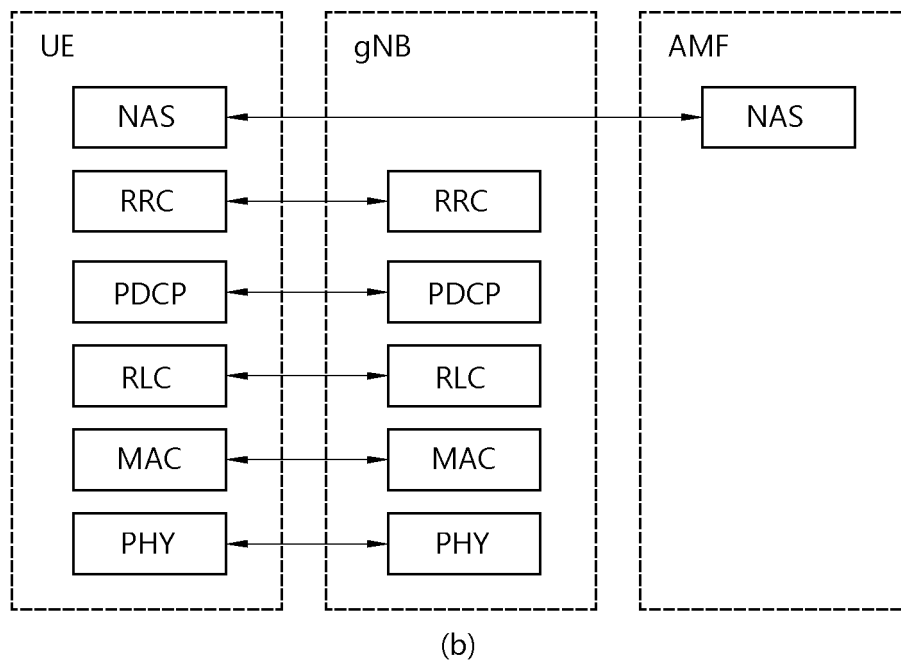 UE gNB AMF
NAS NAS
RRC RRC
PDCP PDCP
RLC RLC
MAC MAC
PHY PHY
(b)